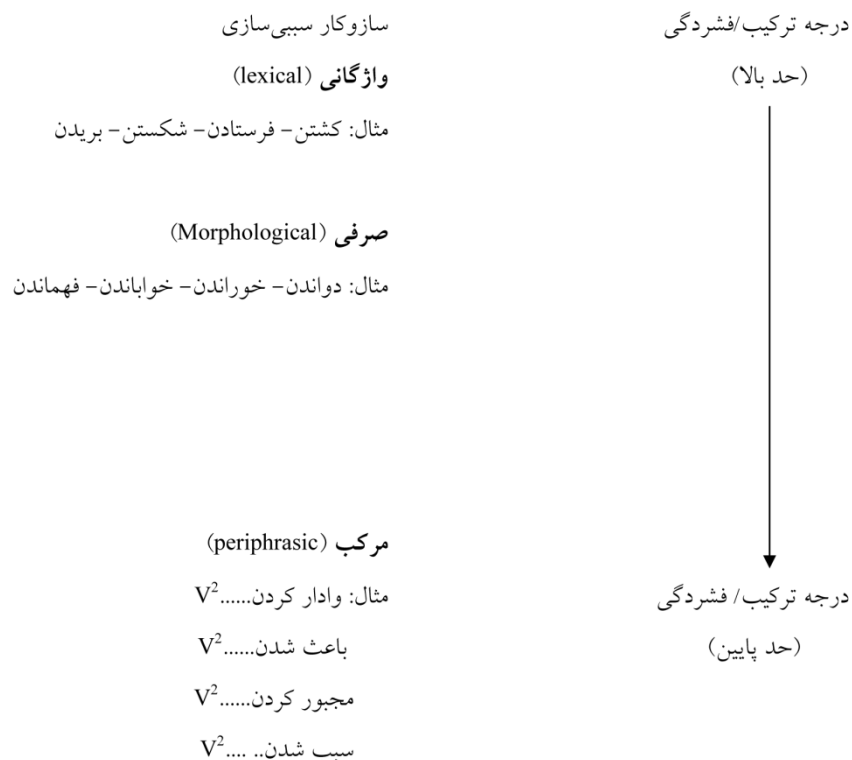 درجه ترکیب/فشردگی سازوکار سببی‌سازی
(حد بالا) واژگانی (lexical)
مثال: کشتن- فرستادن- شکستن- بریدن
صرفی (Morphological)
مثال: دواندن- خوراندن- خواباندن- فهماندن
مرکب (periphrasic)
درجه ترکیب/ فشردگی مثال: وادار کردن......V²
(حد پایین) باعث شدن......V²
مجبور کردن......V²
سبب شدن.. ....V²